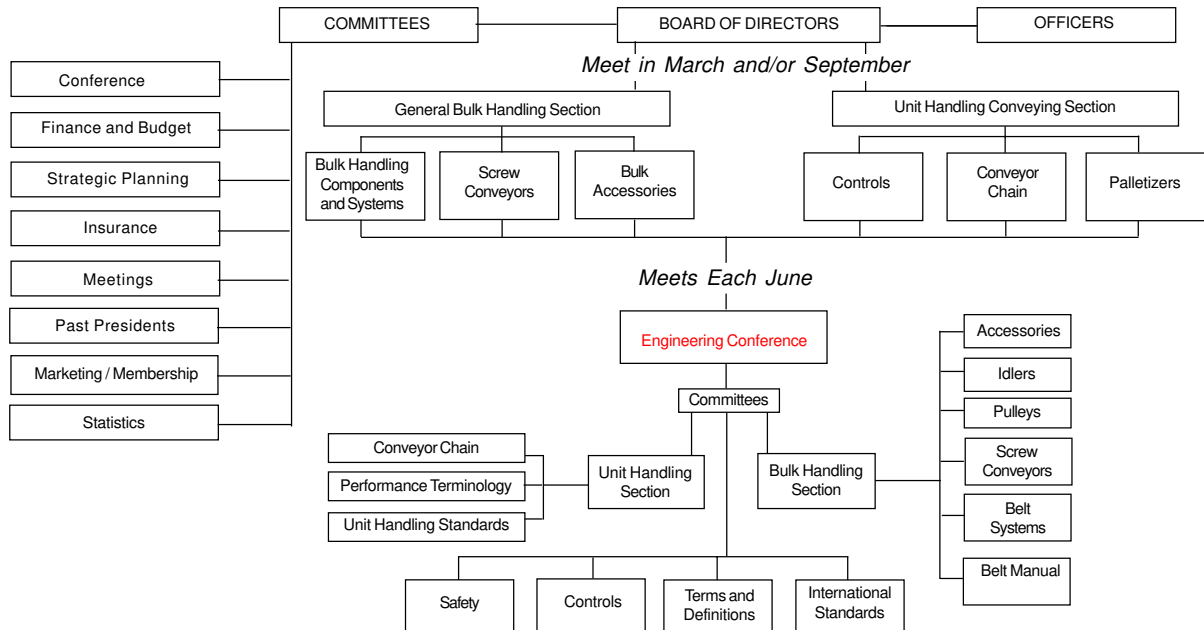 COMMITTEES
BOARD OF DIRECTORS
OFFICERS
Meet in March and/or September
Conference
Finance and Budget
Strategic Planning
Insurance
Meetings
Past Presidents
Marketing / Membership
Statistics
General Bulk Handling Section
Unit Handling Conveying Section
Bulk Handling
Components
and Systems
Screw
Conveyors
Bulk
Accessories
Controls
Conveyor
Chain
Palletizers
Meets Each June
Engineering Conference
Committees
Conveyor Chain
Performance Terminology
Unit Handling Standards
Unit Handling
Section
Bulk Handling
Section
Accessories
Idlers
Pulleys
Screw
Conveyors
Belt
Systems
Belt Manual
Safety
Controls
Terms and
Definitions
International
Standards